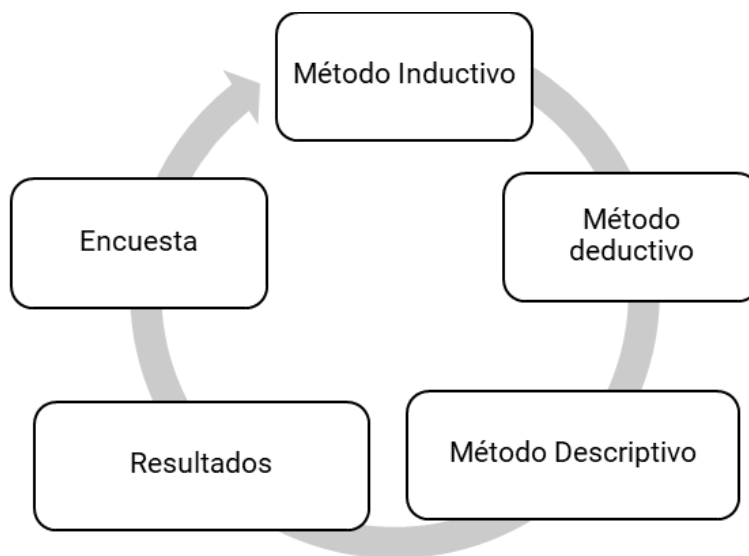 Método Inductivo
Método
deductivo
Método Descriptivo
Resultados
Encuesta